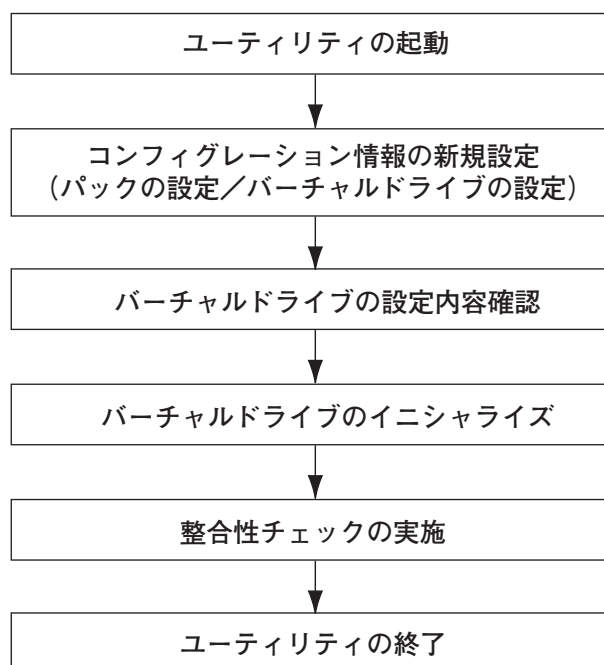 ユーティリティの起動
コンフィグレーション情報の新規設定
（パックの設定／バーチャルドライブの設定）
バーチャルドライブの設定内容確認
バーチャルドライブのイニシャライズ
整合性チェックの実施
ユーティリティの終了